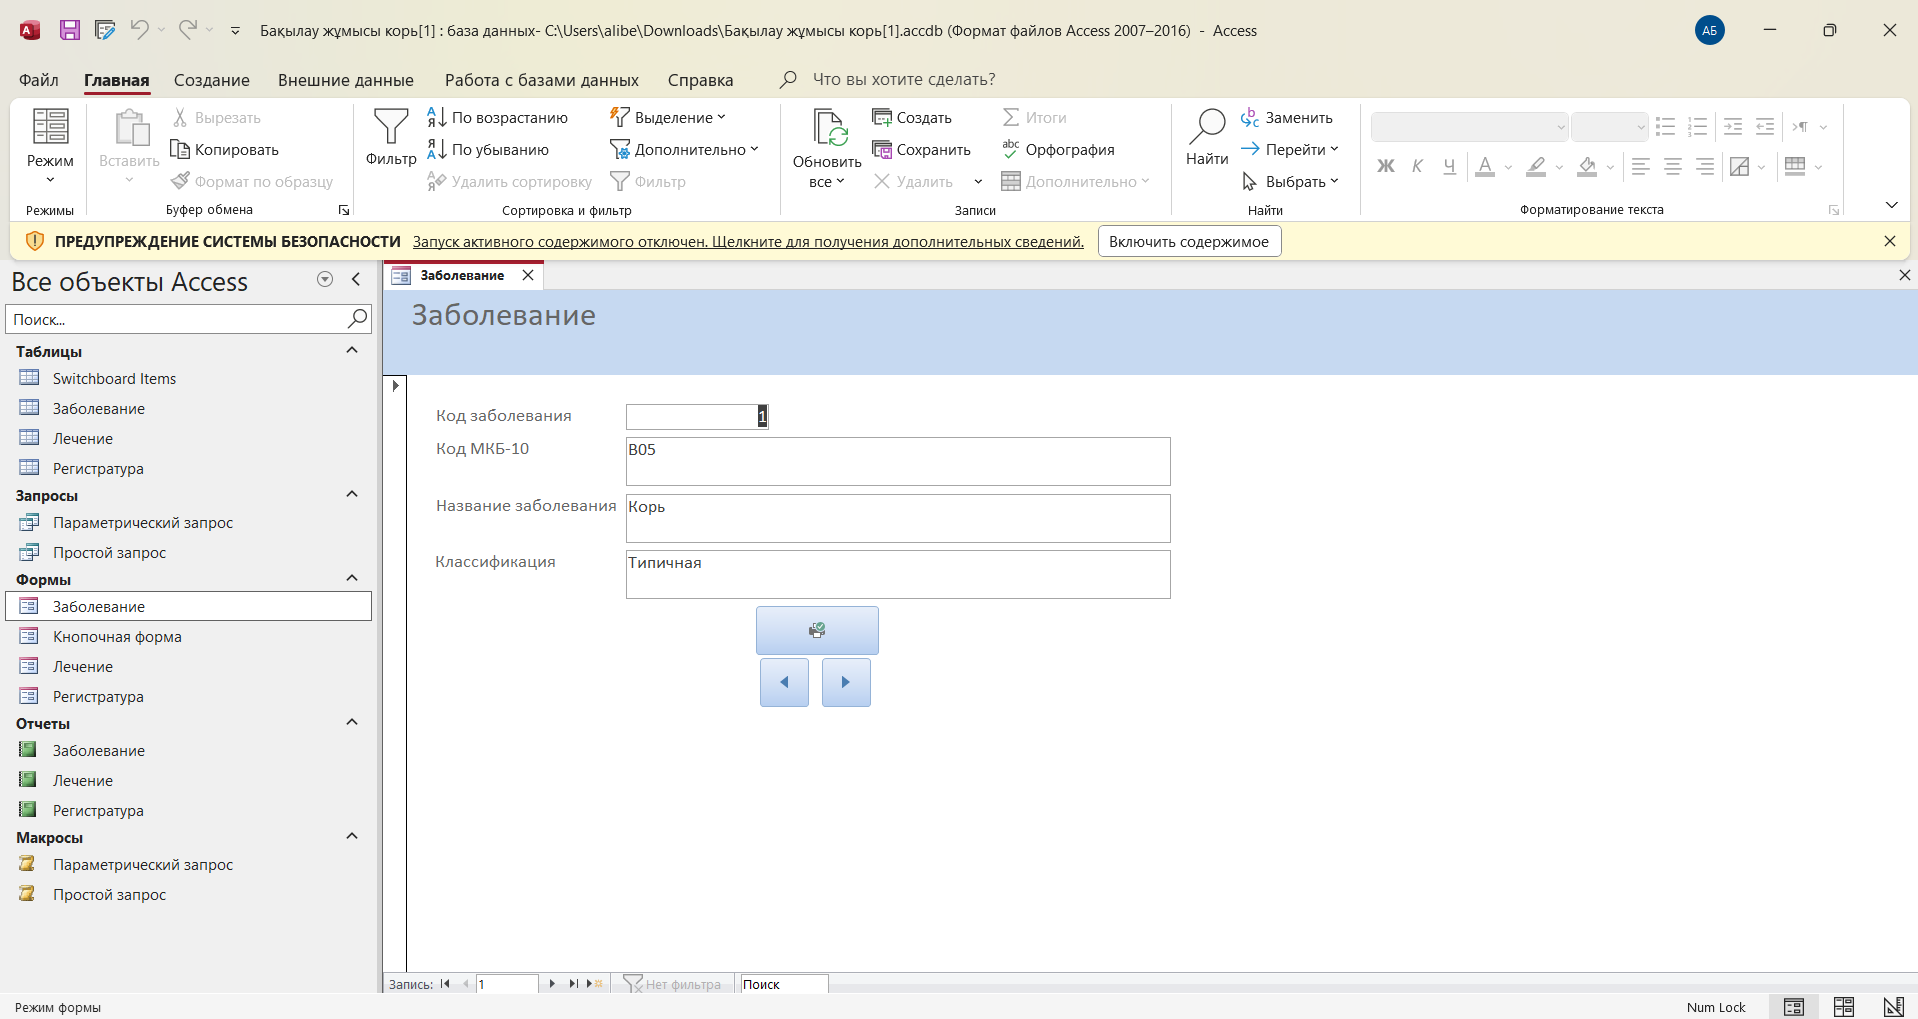 Бақылау жұмысы корь[1] : база данных- C:\Users\alibe\Downloads\Бақылау жұмысы корь[1].accdb (Формат файлов Access 2007–2016) - Access
АБ
Файл Главная Создание Внешние данные Работа с базами данных Справка Что вы хотите сделать?
Режим
Режимы
Вставить
Вырезать
Копировать
Формат по образцу
Буфер обмена
Фильтр
По возрастанию
По убыванию
Удалить сортировку
Выделение
Дополнительно
Фильтр
Сортировка и фильтр
Обновить
все
Создать
Сохранить
Удалить
Итоги
Орфография
Дополнительно
Записи
Найти
Заменить
Перейти
Выбрать
Найти
Ж К Ч А
Форматирование текста
ПРЕДУПРЕЖДЕНИЕ СИСТЕМЫ БЕЗОПАСНОСТИ Запуск активного содержимого отключен. Щелкните для получения дополнительных сведений. Включить содержимое
Все объекты Access
Поиск...
Таблицы
Switchboard Items
Заболевание
Лечение
Регистратура
Запросы
Параметрический запрос
Простой запрос
Формы
Заболевание
Кнопочная форма
Лечение
Регистратура
Отчеты
Заболевание
Лечение
Регистратура
Макросы
Параметрический запрос
Простой запрос
Заболевание
Заболевание
Код заболевания 1
Код МКБ-10 B05
Название заболевания Корь
Классификация Типичная
Запись: 1 Нет фильтра Поиск
Режим формы
Num Lock